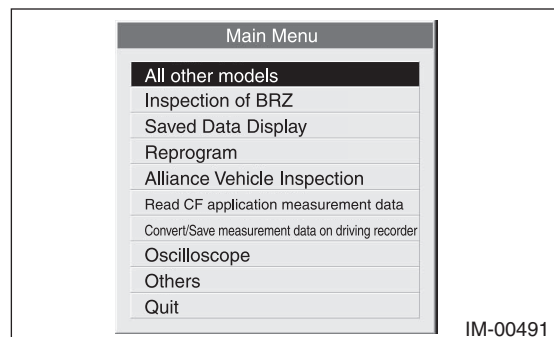 Main Menu
All other models
Inspection of BRZ
Saved Data Display
Reprogram
Alliance Vehicle Inspection
Read CF application measurement data
Convert/Save measurement data on driving recorder
Oscilloscope
Others
Quit
IM-00491